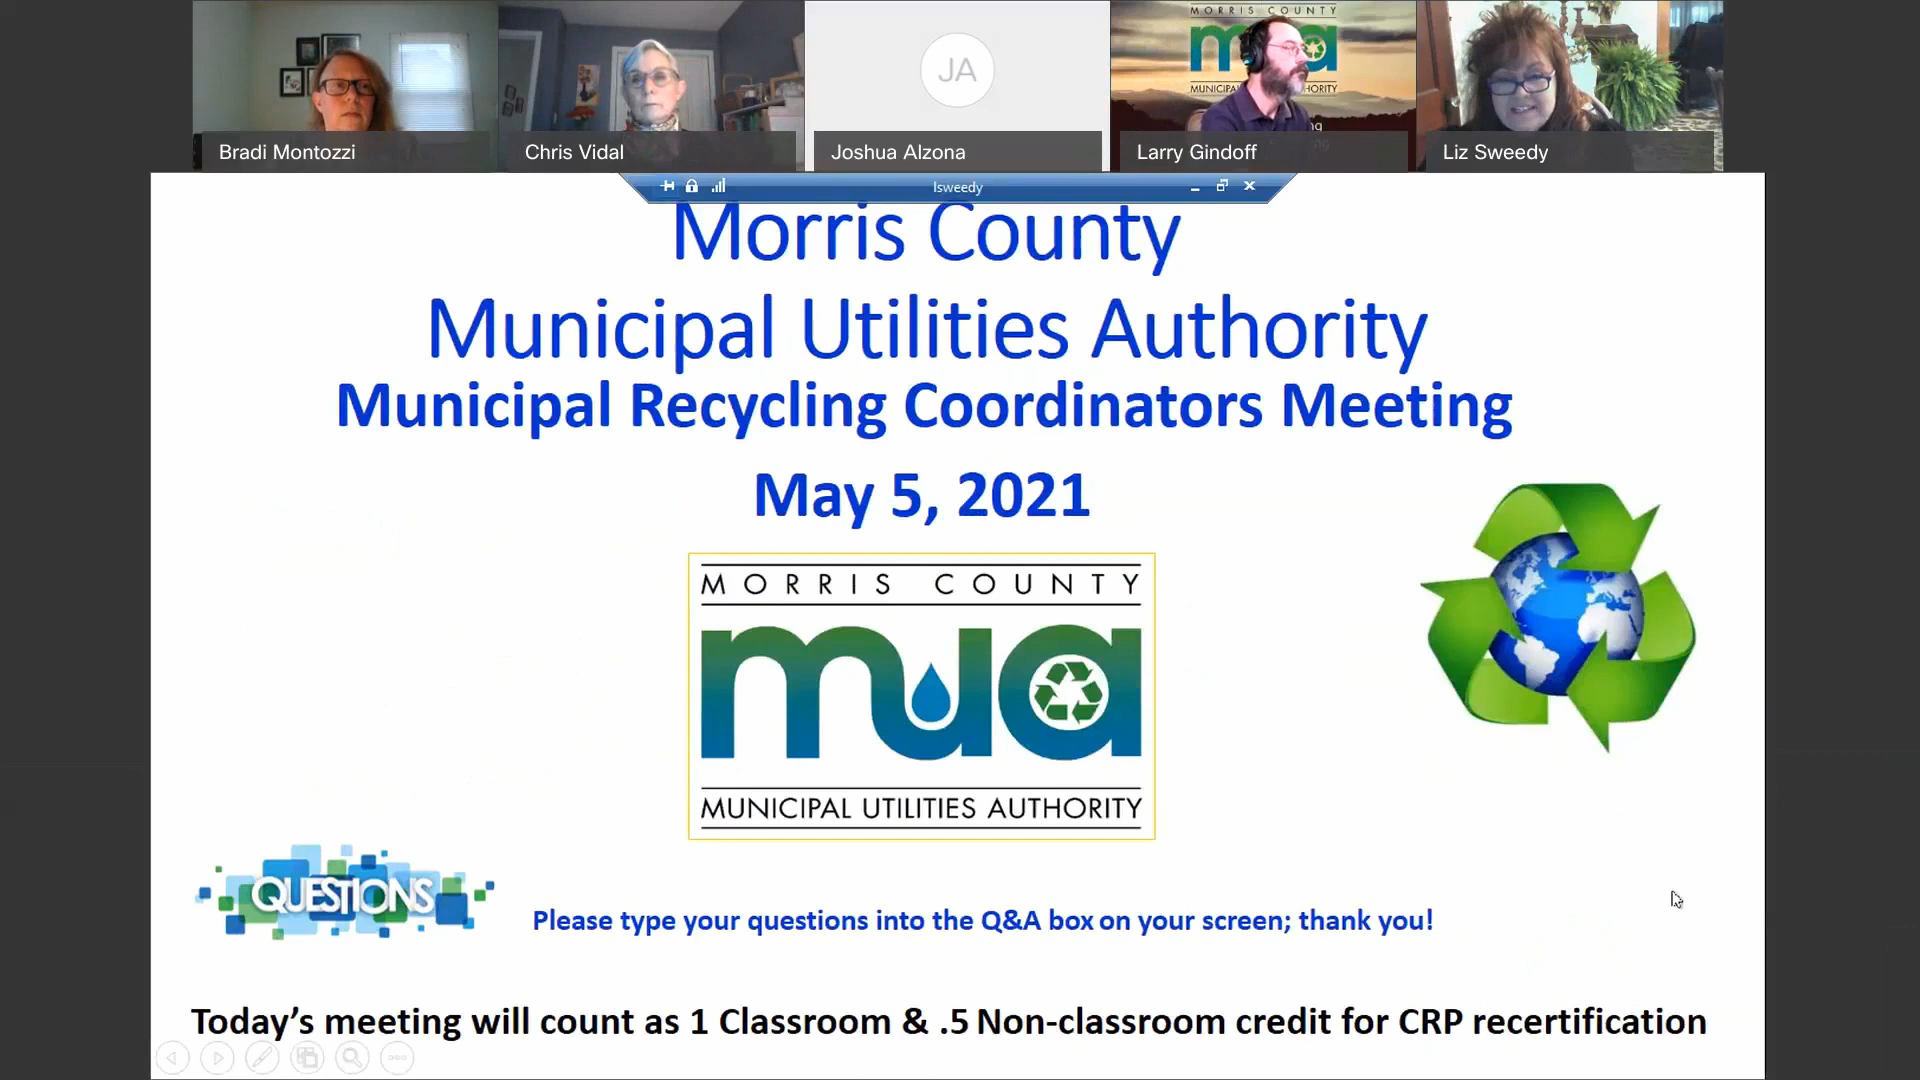 MORRIS COUNTY
mua
JA
Bradi Montozzi
Chris Vidal
Joshua Alzona
Larry Gindoff
Liz Sweedy
lsweedy
Morris County
Municipal Utilities Authority
Municipal Recycling Coordinators Meeting
May 5, 2021
MORRIS COUNTY
mua
MUNICIPAL UTILITIES AUTHORITY
QUESTIONS
Please type your questions into the Q&A box on your screen; thank you!
Today's meeting will count as 1 Classroom & .5 Non-classroom credit for CRP recertification